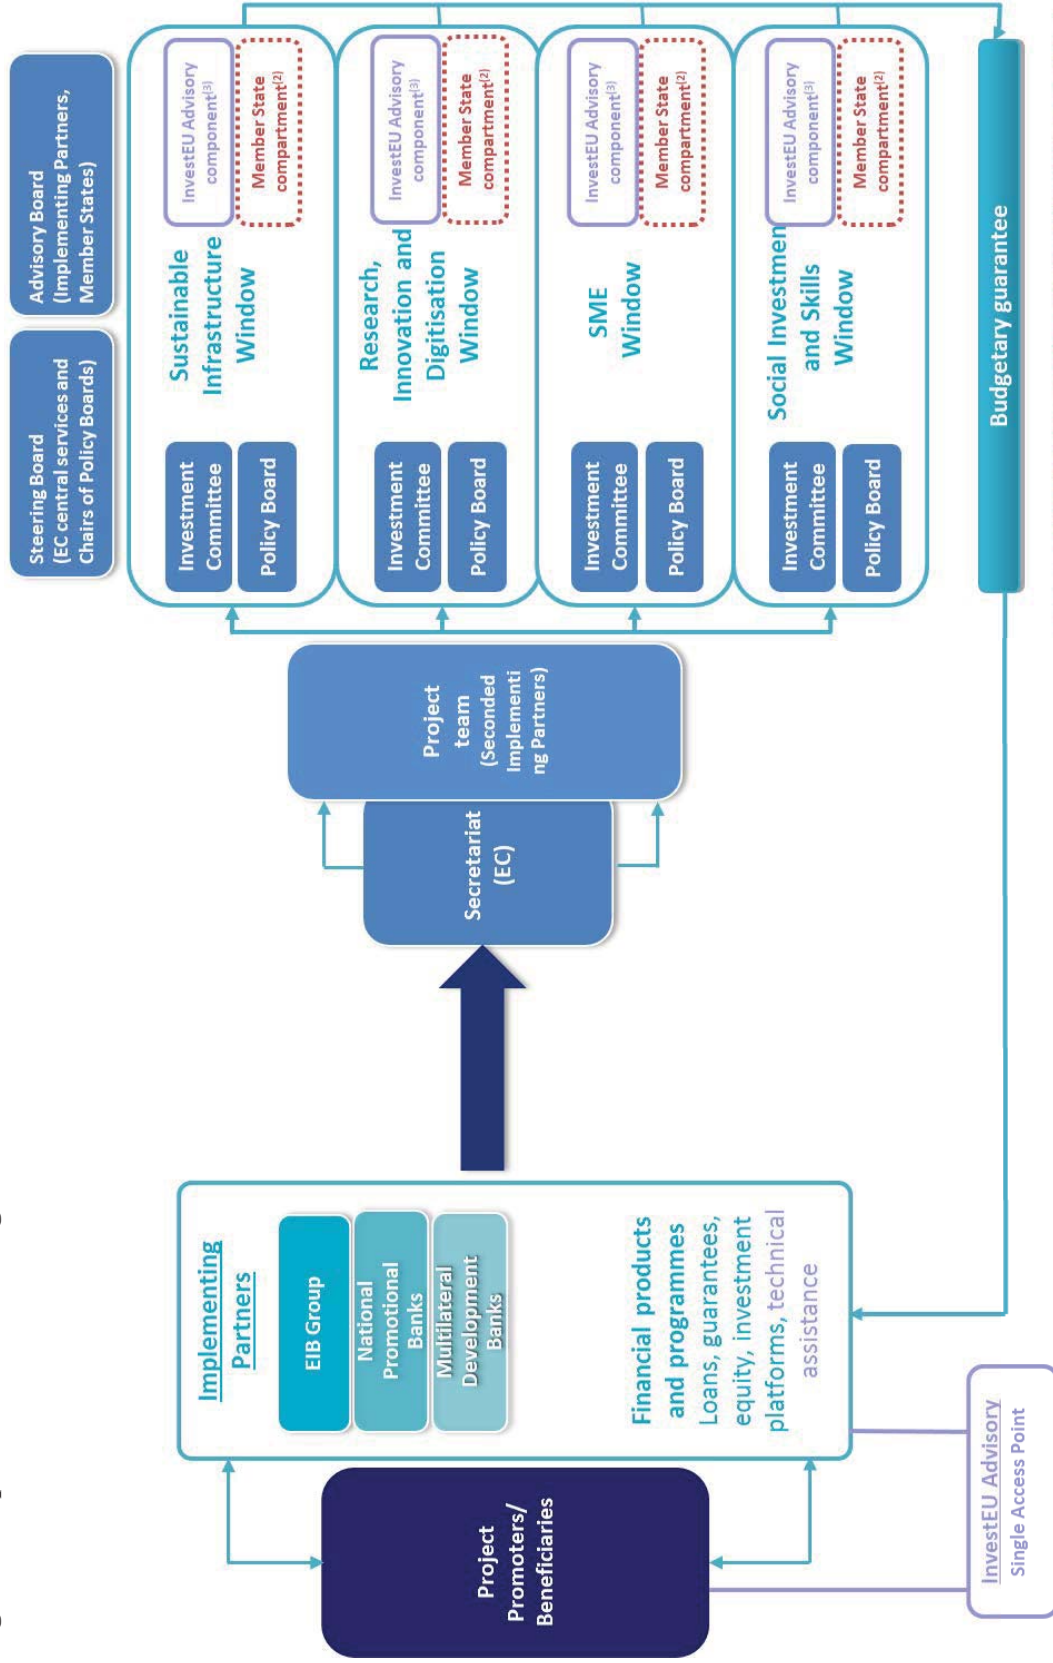 Steering Board
(EC central services and
Chairs of Policy Boards)
Advisory Board
(Implementing Partners,
Member States)
Project
Promoters/
Beneficiaries
Implementing
Partners
EIB Group
National
Promotional
Banks
Multilateral
Development
Banks
Financial products
and programmes
Loans, guarantees,
equity, investment
platforms, technical
assistance
Secretariat
(EC)
Project
team
(Seconded
Implementi
ng Partners)
Investment
Committee
Policy Board
Sustainable
Infrastructure
Window
InvestEU Advisory
component(3)
Member State
compartment(2)
Investment
Committee
Policy Board
Research,
Innovation and
Digitisation
Window
InvestEU Advisory
component(3)
Member State
compartment(2)
Investment
Committee
Policy Board
SME
Window
InvestEU Advisory
component(3)
Member State
compartment(2)
Investment
Committee
Policy Board
Social Investment
and Skills
Window
InvestEU Advisory
component(3)
Member State
compartment(2)
InvestEU Advisory
Single Access Point
Budgetary guarantee